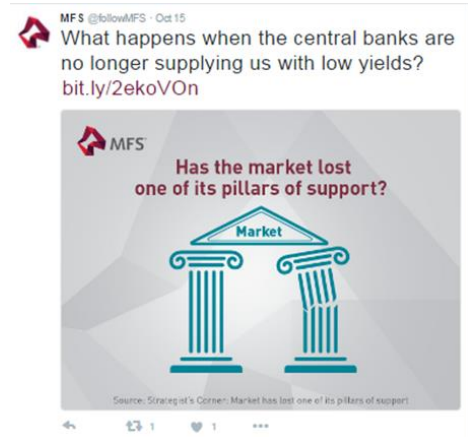 MFS @followMFS · Oct 15
What happens when the central banks are
no longer supplying us with low yields?
bit.ly/2ekoVOn
MFS
Has the market lost
one of its pillars of support?
Market
Source: Strategist's Corner: Market has lost one of its pillars of support
1 1